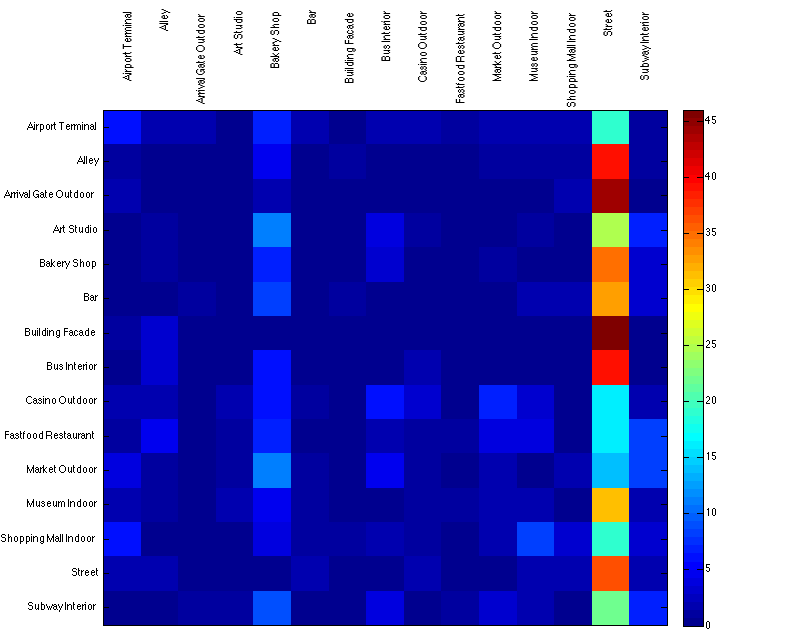 Airport Terminal
Alley
Arrival Gate Outdoor
Art Studio
Bakery Shop
Bar
Building Facade
Bus Interior
Casino Outdoor
Fastfood Restaurant
Market Outdoor
Museum Indoor
Shopping Mall Indoor
Street
Subway Interior
Airport Terminal
Alley
Arrival Gate Outdoor
Art Studio
Bakery Shop
Bar
Building Facade
Bus Interior
Casino Outdoor
Fastfood Restaurant
Market Outdoor
Museum Indoor
Shopping Mall Indoor
Street
Subway Interior
45
40
35
30
25
20
15
10
5
0